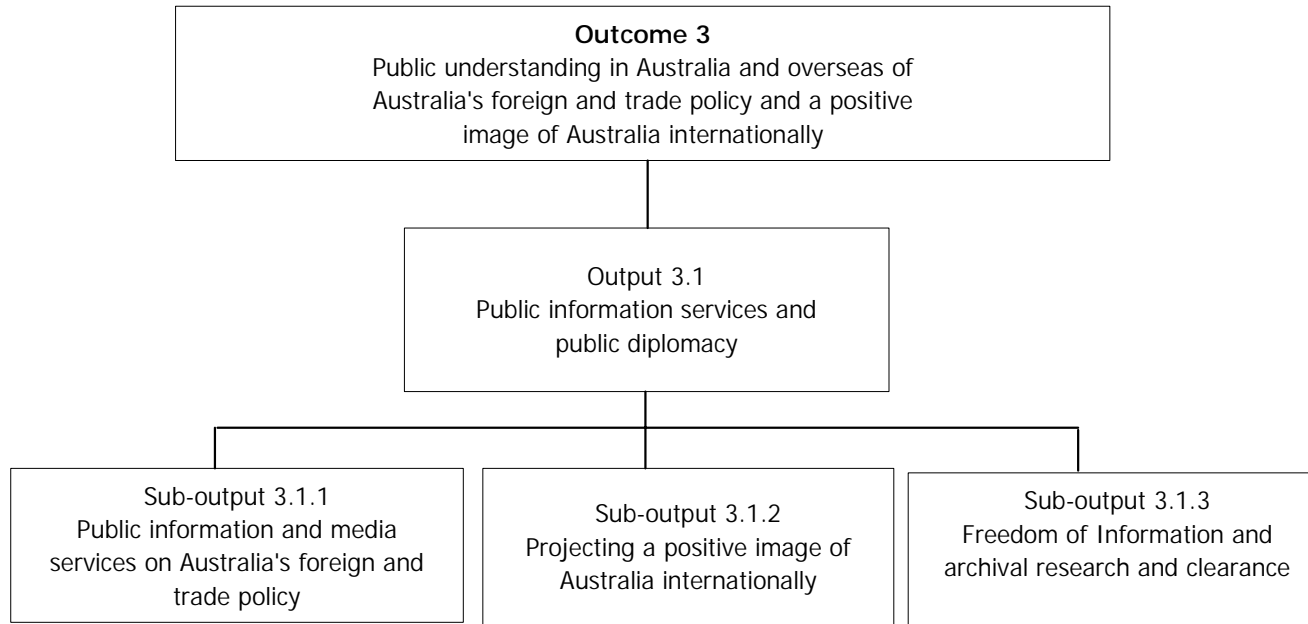 Outcome 3
Public understanding in Australia and overseas of
Australia's foreign and trade policy and a positive
image of Australia internationally
Output 3.1
Public information services and
public diplomacy
Sub-output 3.1.1
Public information and media
services on Australia's foreign and
trade policy
Sub-output 3.1.2
Projecting a positive image of
Australia internationally
Sub-output 3.1.3
Freedom of Information and
archival research and clearance